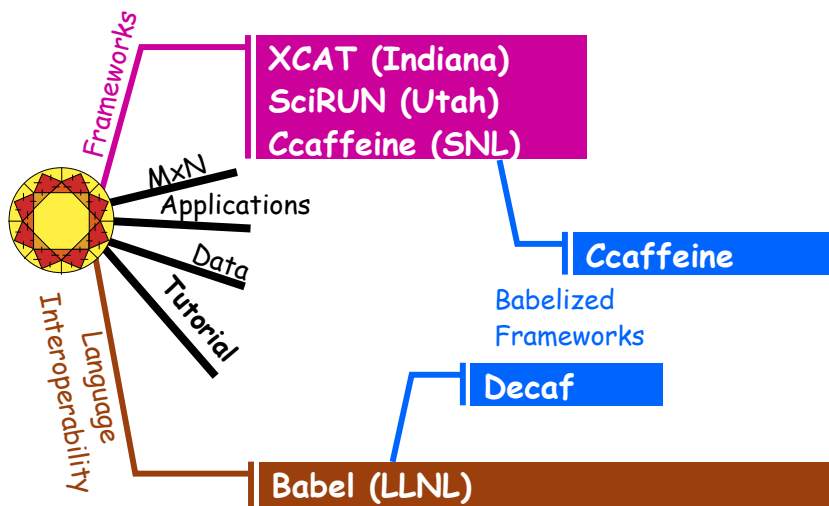 Frameworks
XCAT (Indiana)
SciRUN (Utah)
Ccaffeine (SNL)
MxN
Applications
Data
Tutorial
Ccaffeine
Babelized
Frameworks
Decaf
Language
Interoperability
Babel (LLNL)